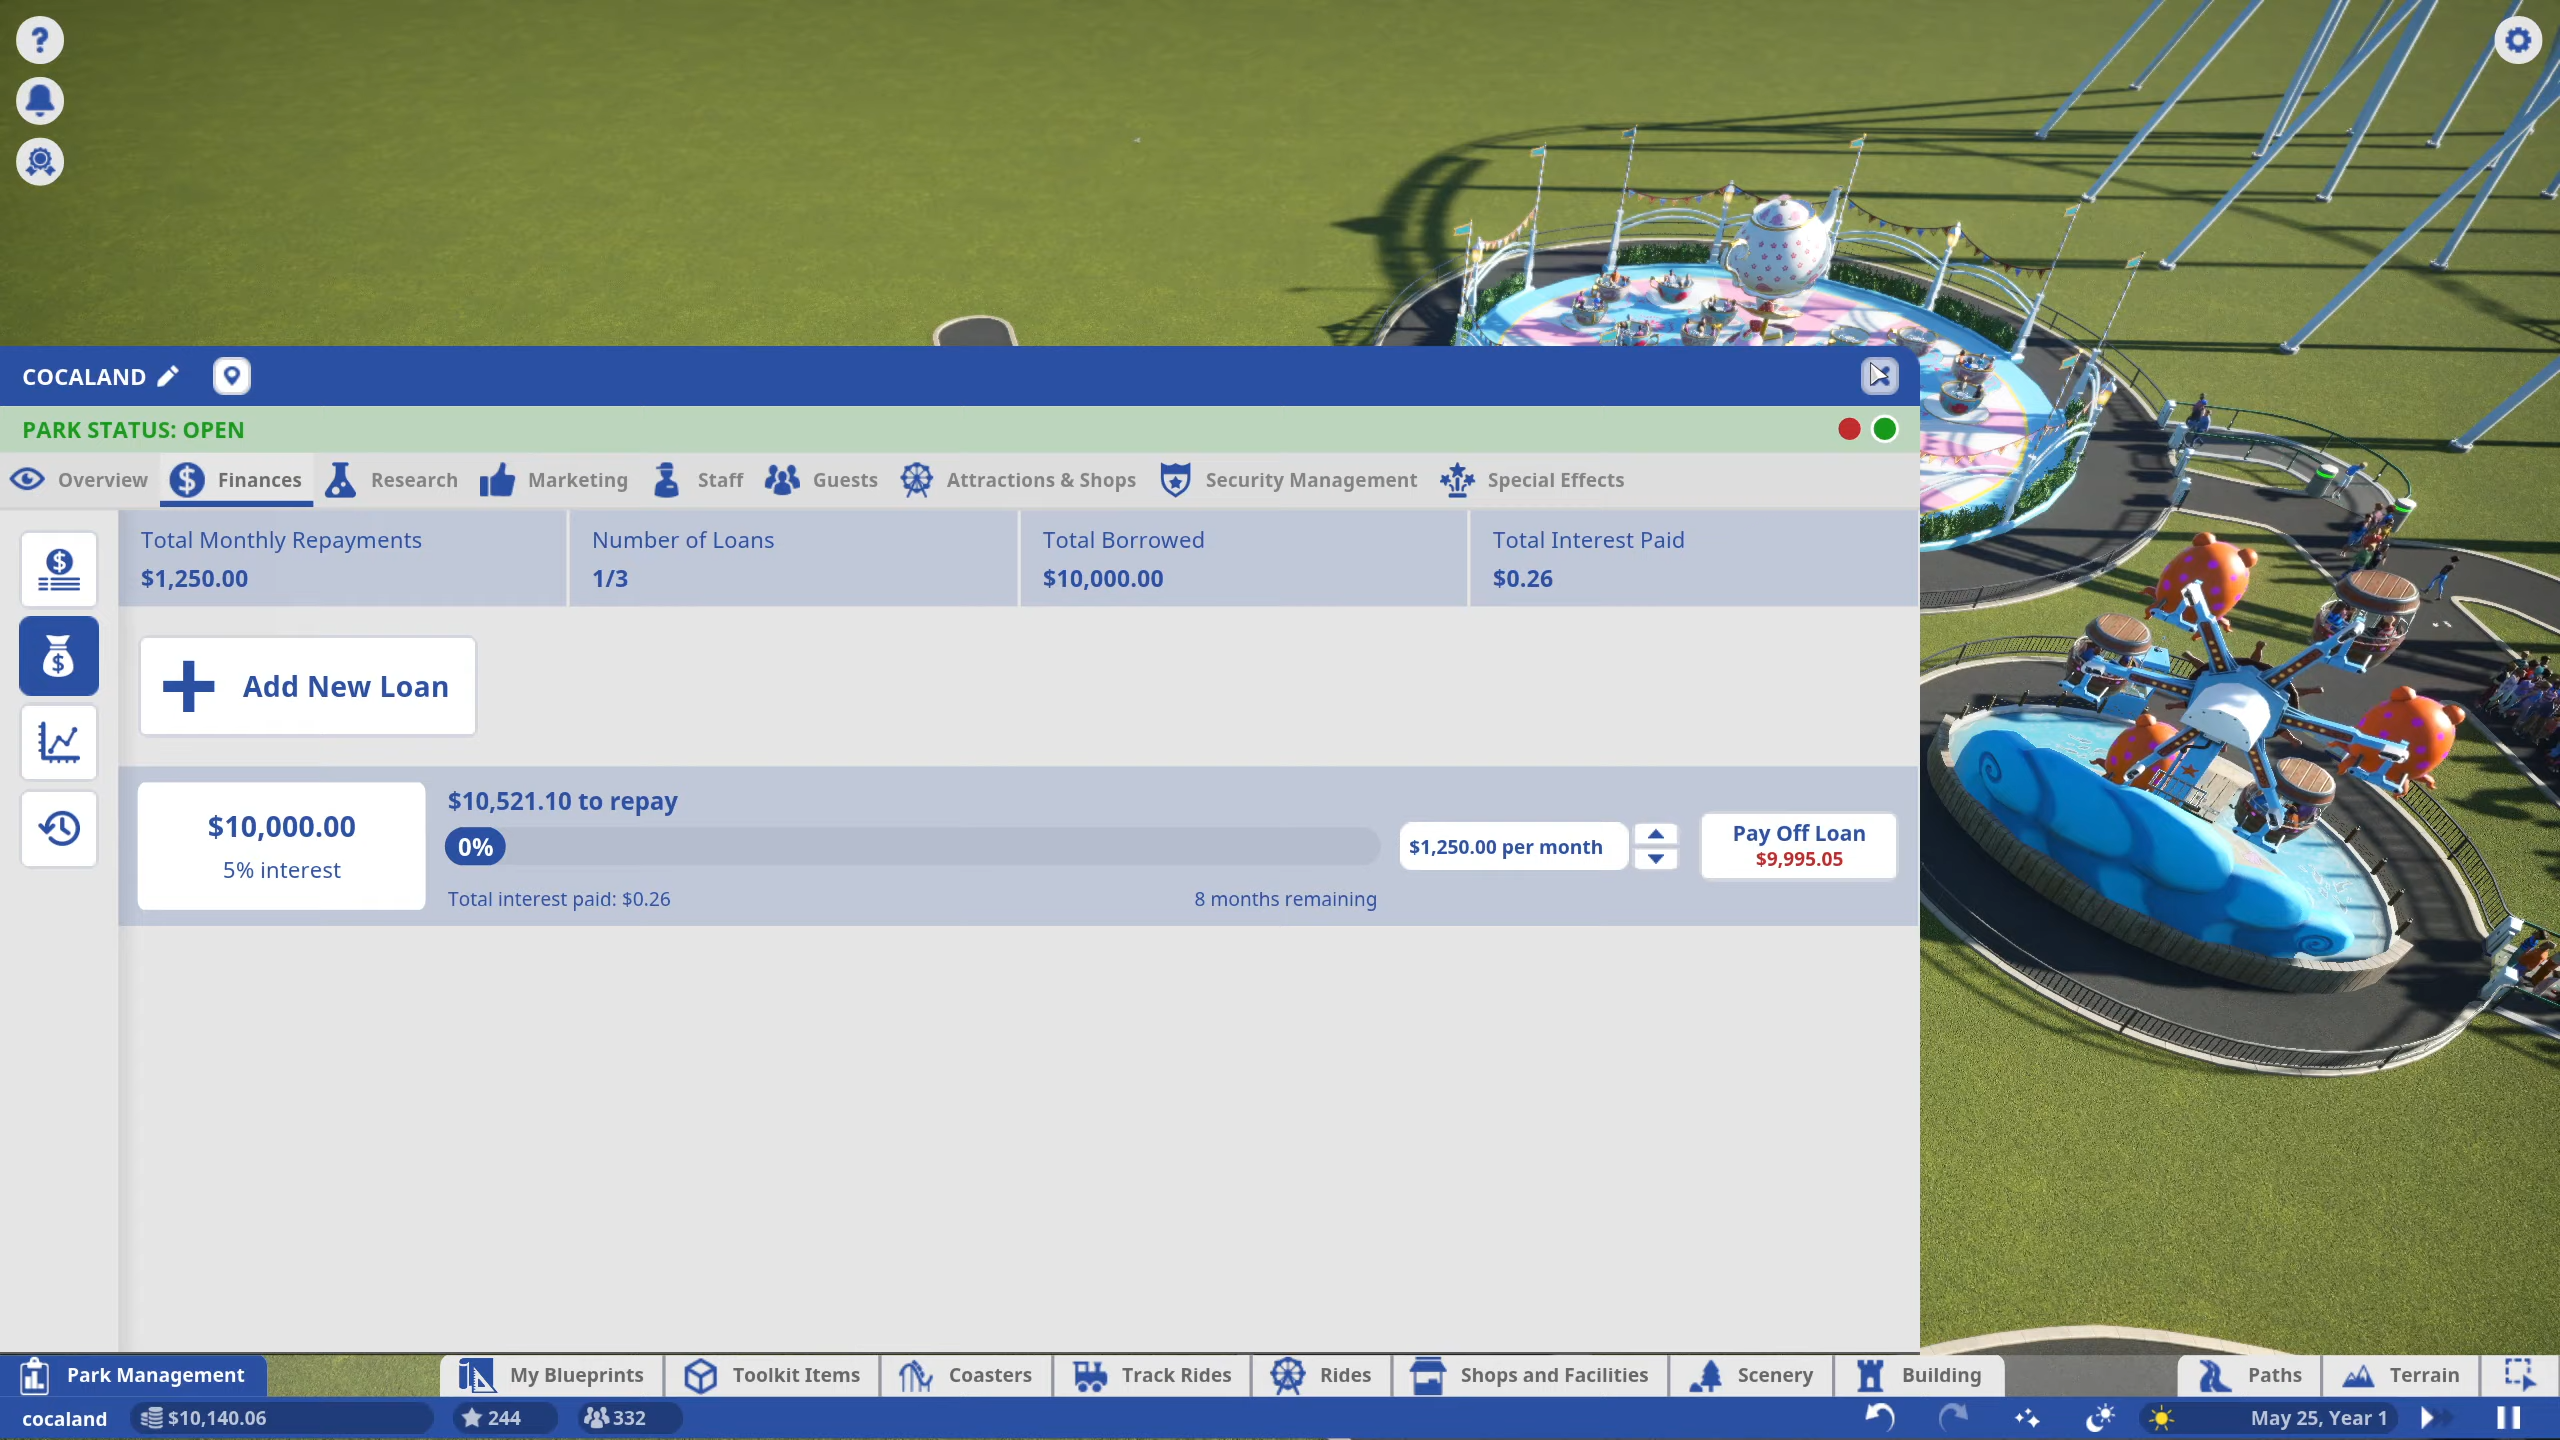 COCALAND
PARK STATUS: OPEN
Overview Finances Research Marketing Staff Guests Attractions & Shops Security Management Special Effects
Total Monthly Repayments
$1,250.00
Number of Loans
1/3
Total Borrowed
$10,000.00
Total Interest Paid
$0.26
Add New Loan
$10,000.00
5% interest
$10,521.10 to repay
0%
Total interest paid: $0.26
8 months remaining
$1,250.00 per month
Pay Off Loan
$9,995.05
Park Management My Blueprints Toolkit Items Coasters Track Rides Rides Shops and Facilities Scenery Building Paths Terrain
cocaland $10,140.06 244 332 May 25, Year 1